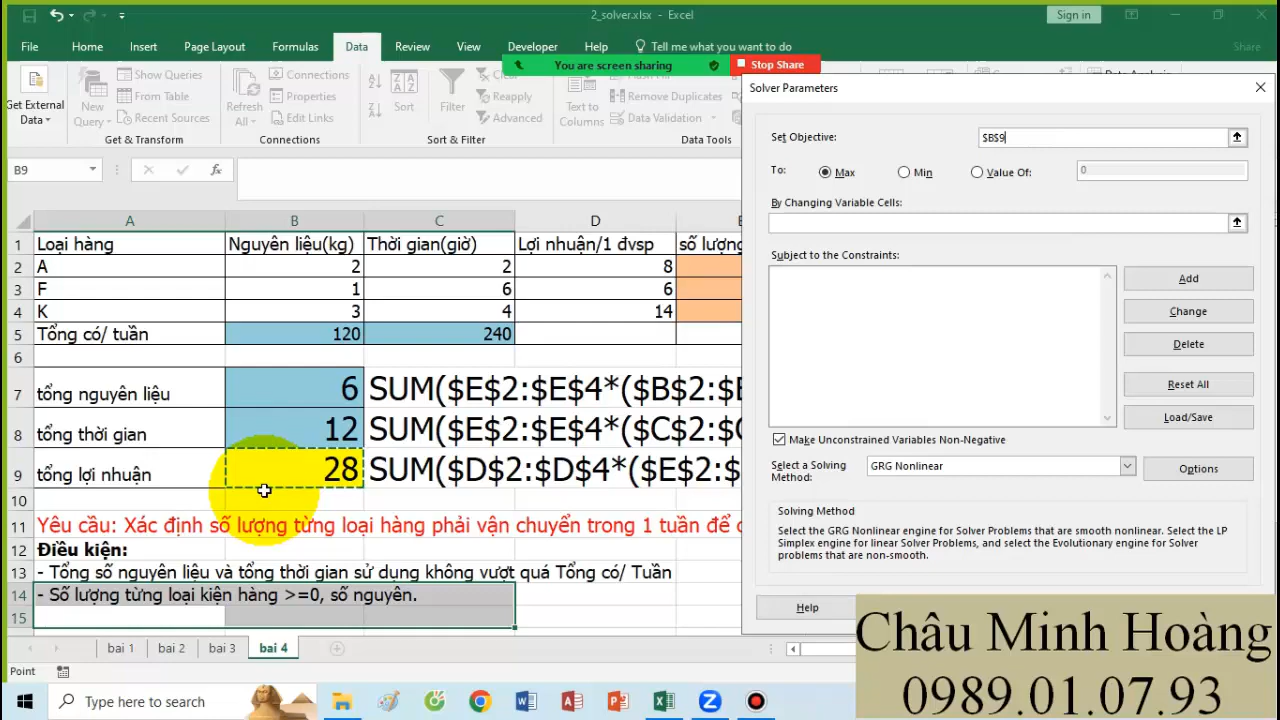 2_solver.xlsx - Excel
Sign in
File Home Insert Page Layout Formulas Data Review View Developer Help Tell me what you want to do
Share
You are screen sharing Stop Share
Get External Data
New Query
Show Queries
From Table
Recent Sources
Get & Transform
Refresh All
Connections
Properties
Edit Links
Connections
Sort
Filter
Clear
Reapply
Advanced
Sort & Filter
Text to Columns
Remove Duplicates
Data Validation
Data Tools
B9
fx
A B C D
1 Loại hàng Nguyên liệu(kg) Thời gian(giờ) Lợi nhuận/1 đvsp số lượng
2 A 2 2 8
3 F 1 6 6
4 K 3 4 14
5 Tổng có/ tuần 120 240
6
7 tổng nguyên liệu 6 SUM($E$2:$E$4*($B$2:$
8 tổng thời gian 12 SUM($E$2:$E$4*($C$2:$
9 tổng lợi nhuận 28 SUM($D$2:$D$4*($E$2:$
10
11 Yêu cầu: Xác định số lượng từng loại hàng phải vận chuyển trong 1 tuần để
12 Điều kiện:
13 - Tổng số nguyên liệu và tổng thời gian sử dụng không vượt quá Tổng có/ Tuần
14 - Số lượng từng loại kiện hàng >=0, số nguyên.
15
bai 1 bai 2 bai 3 bai 4
Point
Type here to search
Solver Parameters
Set Objective: $B$9
To: Max Min Value Of: 0
By Changing Variable Cells:
Subject to the Constraints:
Add
Change
Delete
Reset All
Load/Save
Make Unconstrained Variables Non-Negative
Select a Solving Method: GRG Nonlinear Options
Solving Method
Select the GRG Nonlinear engine for Solver Problems that are smooth nonlinear. Select the LP
Simplex engine for linear Solver Problems, and select the Evolutionary engine for Solver
problems that are non-smooth.
Help
Châu Minh Hoàng
0989.01.07.93